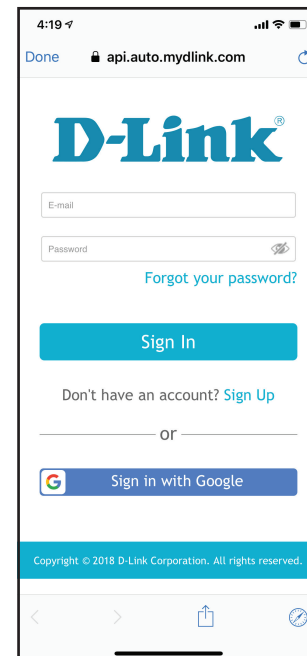 4:19
Done api.auto.mydlink.com
D-Link®
E-mail
Password
Forgot your password?
Sign In
Don't have an account? Sign Up
or
G Sign in with Google
Copyright © 2018 D-Link Corporation. All rights reserved.